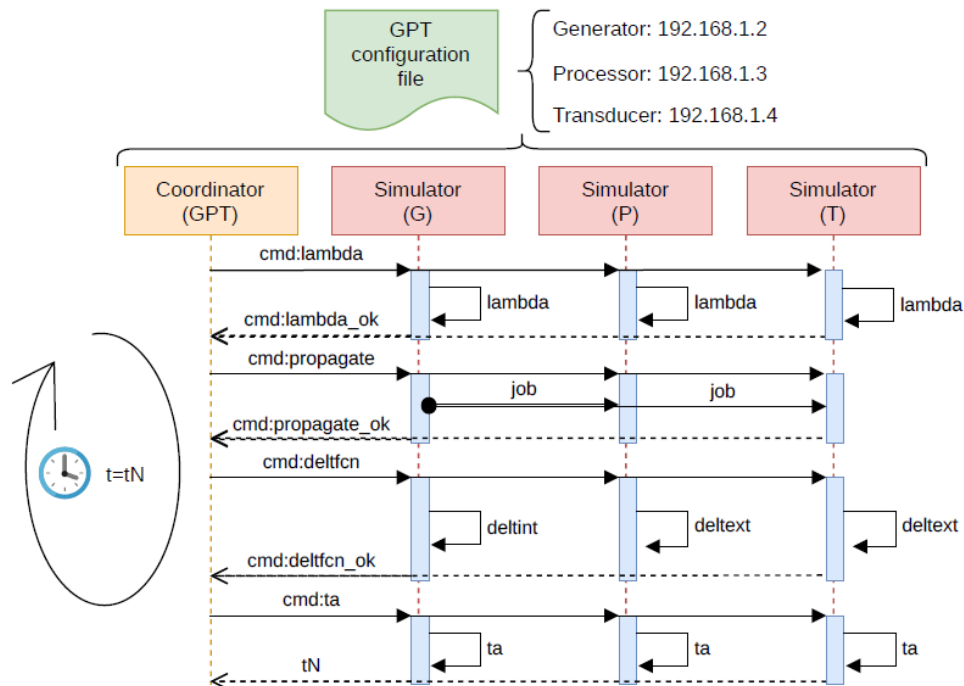 GPT
configuration
file
Generator: 192.168.1.2
Processor: 192.168.1.3
Transducer: 192.168.1.4
Coordinator
(GPT)
Simulator
(G)
Simulator
(P)
Simulator
(T)
cmd:lambda
lambda
lambda
lambda
cmd:lambda_ok
cmd:propagate
job
job
cmd:propagate_ok
t=tN
cmd:deltfcn
deltint
deltext
deltext
cmd:deltfcn_ok
cmd:ta
ta
ta
ta
tN